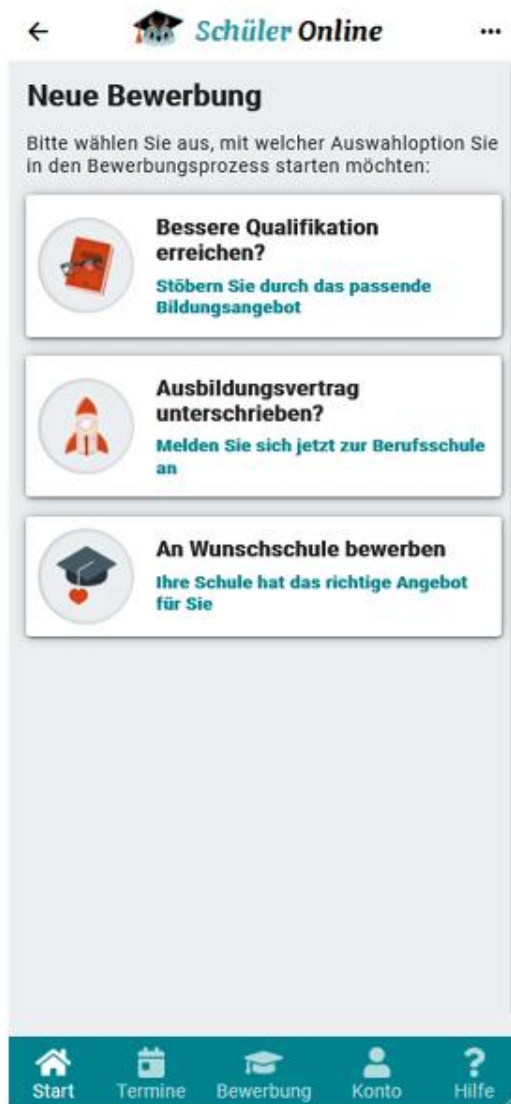 Schüler Online
Neue Bewerbung
Bitte wählen Sie aus, mit welcher Auswahloption Sie
in den Bewerbungsprozess starten möchten:
Bessere Qualifikation
erreichen?
Stöbern Sie durch das passende
Bildungsangebot
Ausbildungsvertrag
unterschrieben?
Melden Sie sich jetzt zur Berufsschule
an
An Wunschschule bewerben
Ihre Schule hat das richtige Angebot
für Sie
Start Termine Bewerbung Konto Hilfe